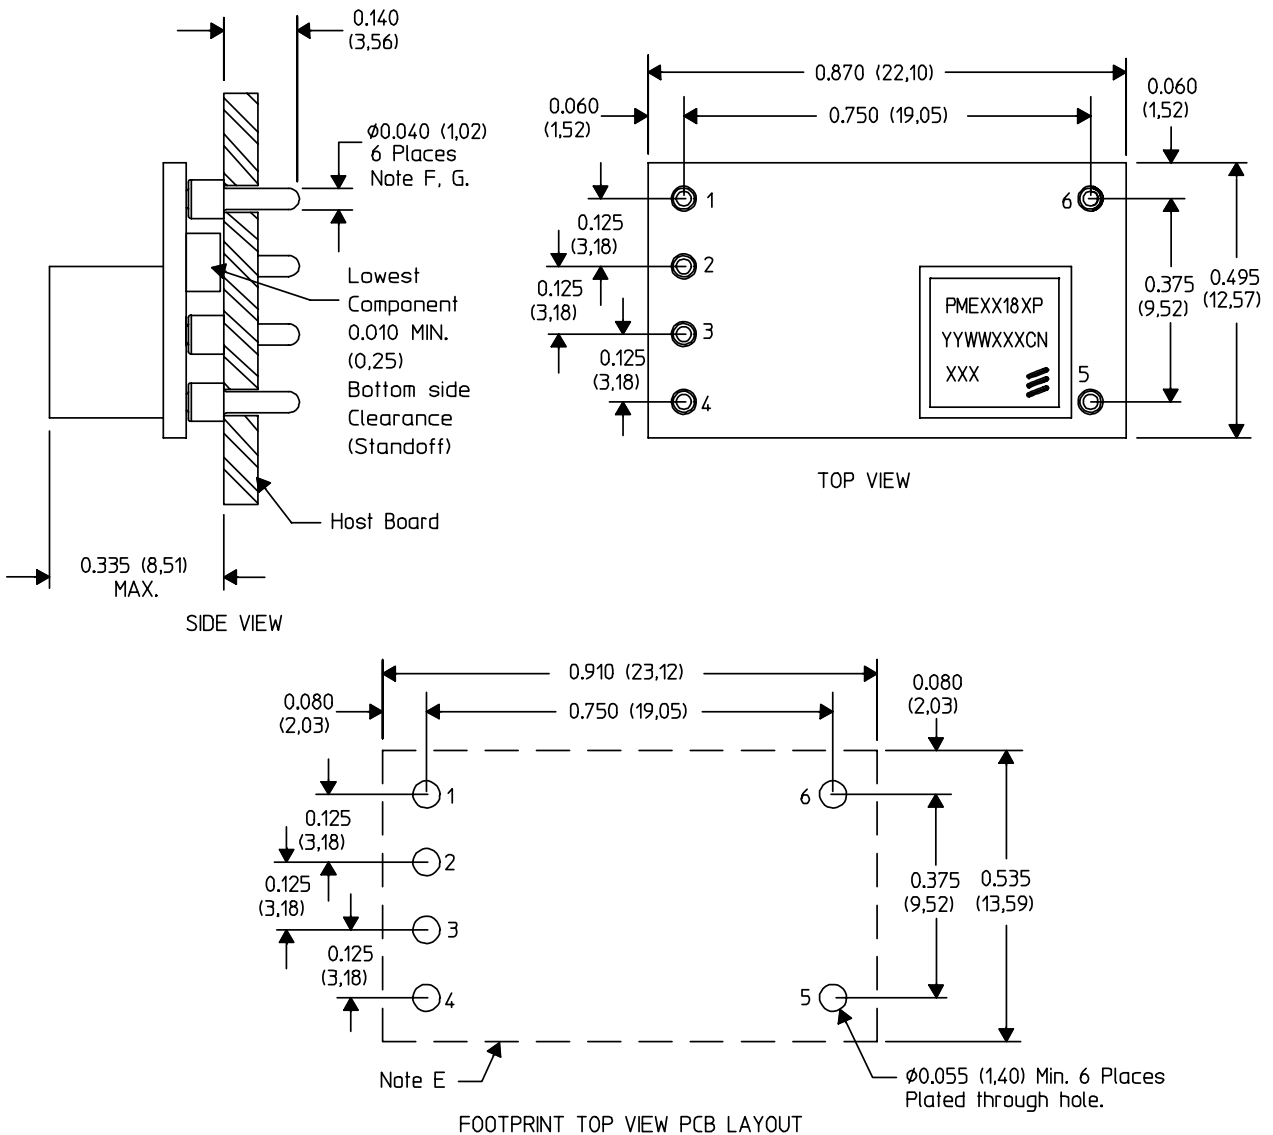 0.140
(3,56)
Ø0.040 (1,02)
6 Places
Note F, G.
Lowest
Component
0.010 MIN.
(0,25)
Bottom side
Clearance
(Standoff)
Host Board
0.335 (8,51)
MAX.
SIDE VIEW
0.870 (22,10)
0.060
(1,52)
0.750 (19,05)
0.060
(1,52)
1
6
0.125
(3,18)
2
0.125
(3,18)
3
0.125
(3,18)
4
PMEXX18XP
YYWWXXXCN
XXX
5
0.375
(9,52)
0.495
(12,57)
TOP VIEW
0.910 (23,12)
0.080
(2,03)
0.750 (19,05)
0.080
(2,03)
1
6
0.125
(3,18)
2
0.125
(3,18)
3
0.125
(3,18)
4
5
0.375
(9,52)
0.535
(13,59)
Note E
Ø0.055 (1,40) Min. 6 Places
Plated through hole.
FOOTPRINT TOP VIEW PCB LAYOUT